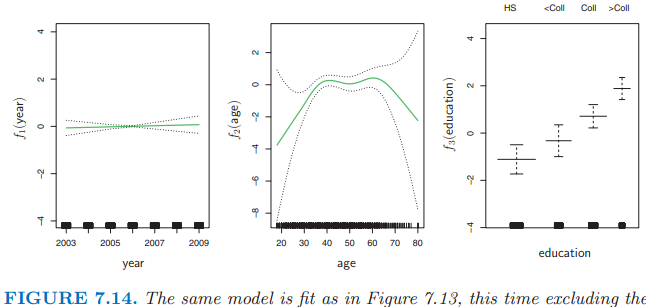 HS <Coll Coll >Coll
f1(year)
4
2
0
-2
-4
2003 2005 2007 2009
year
f2(age)
2
0
-2
-4
-6
-8
20 30 40 50 60 70 80
age
f3(education)
4
2
0
-2
-4
education
FIGURE 7.14. The same model is fit as in Figure 7.13, this time excluding the